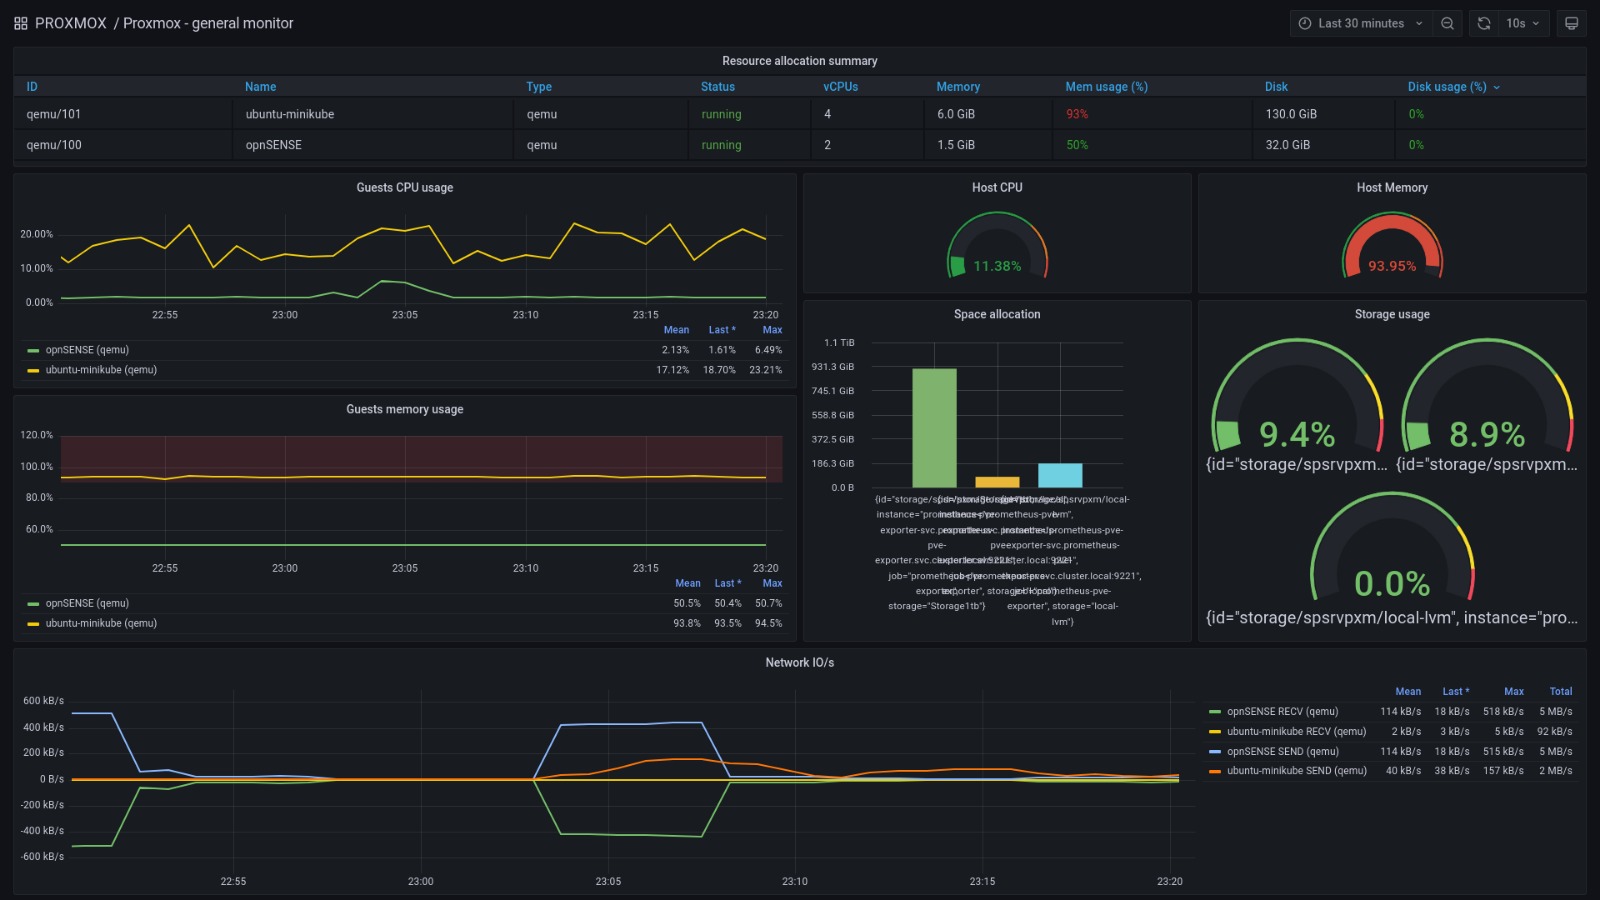 PROXMOX / Proxmox - general monitor
Last 30 minutes
10s
Resource allocation summary
ID Name Type Status vCPUs Memory Mem usage (%) Disk Disk usage (%)
qemu/101 ubuntu-minikube qemu running 4 6.0 GiB 93% 130.0 GiB 0%
qemu/100 opnSENSE qemu running 2 1.5 GiB 50% 32.0 GiB 0%
Guests CPU usage
20.00%
10.00%
0.00%
22:55 23:00 23:05 23:10 23:15 23:20
Mean Last * Max
opnSENSE (qemu) 2.13% 1.61% 6.49%
ubuntu-minikube (qemu) 17.12% 18.70% 23.21%
Host CPU
11.38%
Host Memory
93.95%
Guests memory usage
120.0%
100.0%
80.0%
60.0%
22:55 23:00 23:05 23:10 23:15 23:20
Mean Last * Max
opnSENSE (qemu) 50.5% 50.4% 50.7%
ubuntu-minikube (qemu) 93.8% 93.5% 94.5%
Space allocation
1.1 TiB
931.3 GiB
745.1 GiB
558.8 GiB
372.5 GiB
186.3 GiB
0.0 B
storage="Storage1tb"}
exporter", storage="local-
lvm"}
Storage usage
9.4% 8.9%
{id="storage/spsrvpxm... {id="storage/spsrvpxm...
0.0%
{id="storage/spsrvpxm/local-lvm", instance="pro...
Network IO/s
600 kB/s
400 kB/s
200 kB/s
0 B/s
-200 kB/s
-400 kB/s
-600 kB/s
22:55 23:00 23:05 23:10 23:15 23:20
Mean Last * Max Total
opnSENSE RECV (qemu) 114 kB/s 18 kB/s 518 kB/s 5 MB/s
ubuntu-minikube RECV (qemu) 2 kB/s 3 kB/s 5 kB/s 92 kB/s
opnSENSE SEND (qemu) 114 kB/s 18 kB/s 515 kB/s 5 MB/s
ubuntu-minikube SEND (qemu) 40 kB/s 38 kB/s 157 kB/s 2 MB/s